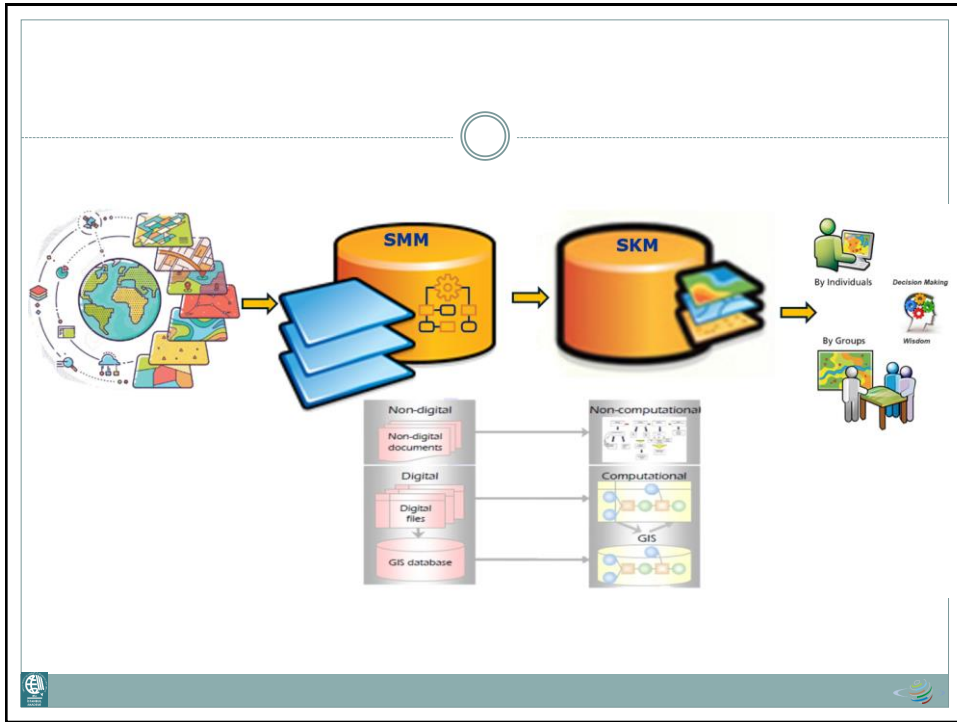 SMM
SKM
By Individuals
Decision Making
Wisdom
By Groups
Non-digital
Non-digital
documents
Digital
Digital
files
GIS database
Non-computational
Computational
GIS